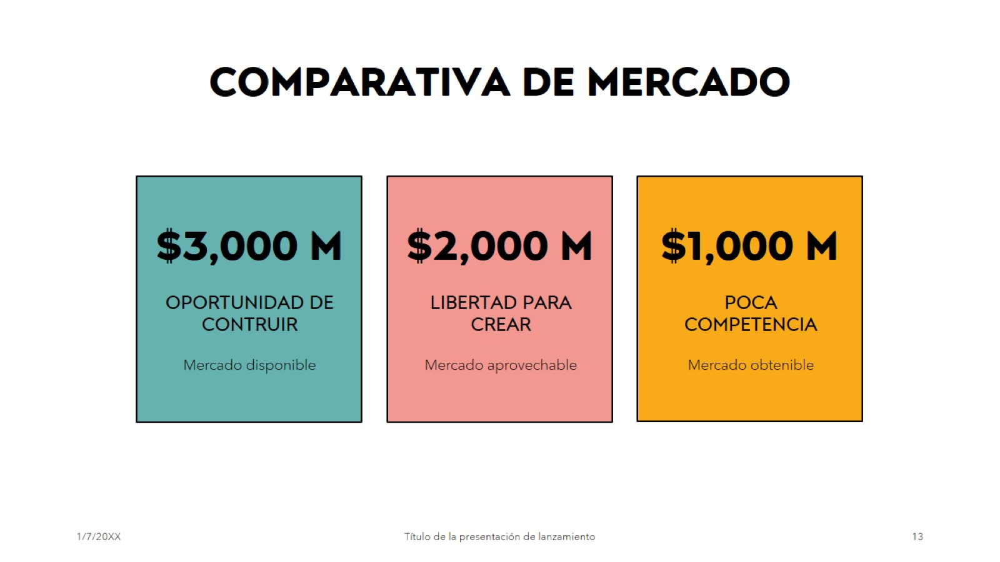 COMPARATIVA DE MERCADO
$3,000 M
OPORTUNIDAD DE
CONTRUIR
Mercado disponible
$2,000 M
LIBERTAD PARA
CREAR
Mercado aprovechable
$1,000 M
POCA
COMPETENCIA
Mercado obtenible
1/7/20XX
Título de la presentación de lanzamiento
13